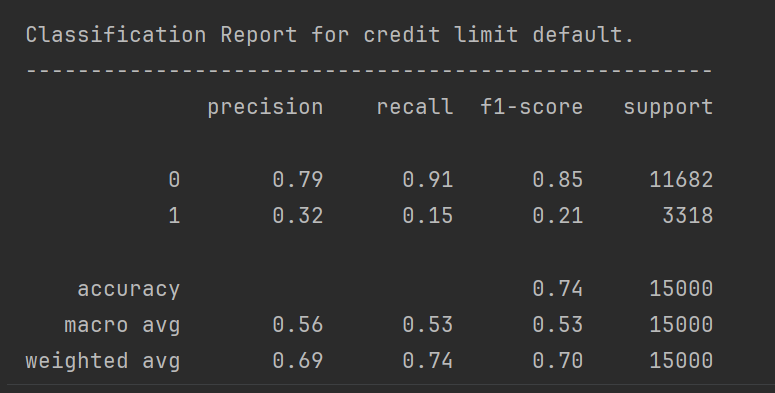 Classification Report for credit limit default.
-----------------------------------------------------
precision recall f1-score support
0 0.79 0.91 0.85 11682
1 0.32 0.15 0.21 3318
accuracy 0.74 15000
macro avg 0.56 0.53 0.53 15000
weighted avg 0.69 0.74 0.70 15000